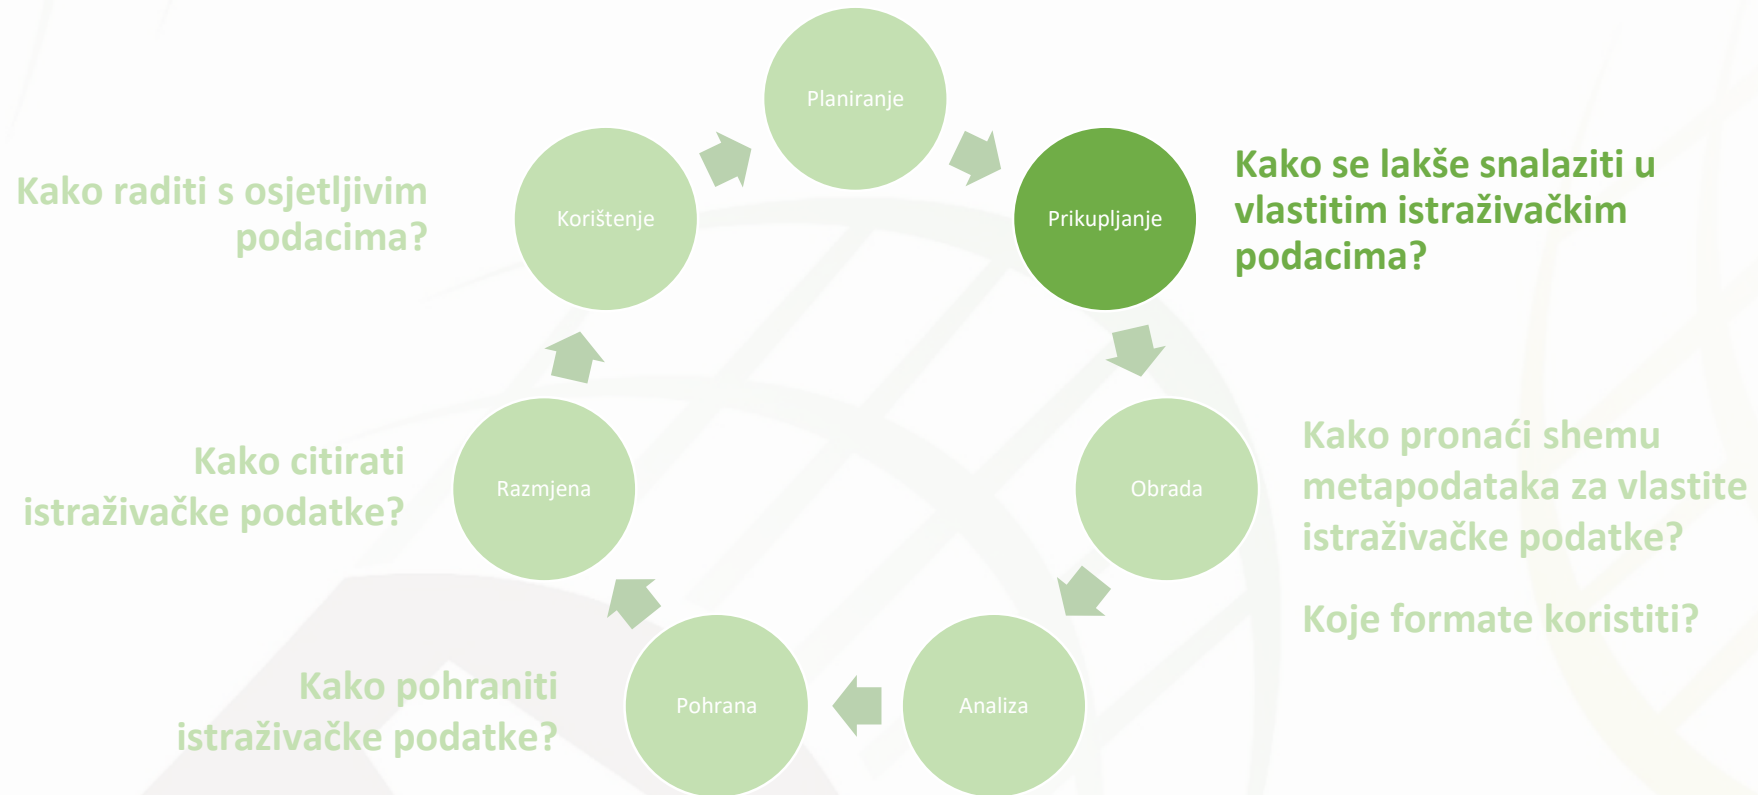 Planiranje
Prikupljanje
Kako se lakše snalaziti u
vlastitim istraživačkim
podacima?
Obrada
Kako pronaći shemu
metapodataka za vlastite
istraživačke podatke?
Koje formate koristiti?
Analiza
Pohrana
Kako pohraniti
istraživačke podatke?
Razmjena
Kako citirati
istraživačke podatke?
Korištenje
Kako raditi s osjetljivim
podacima?